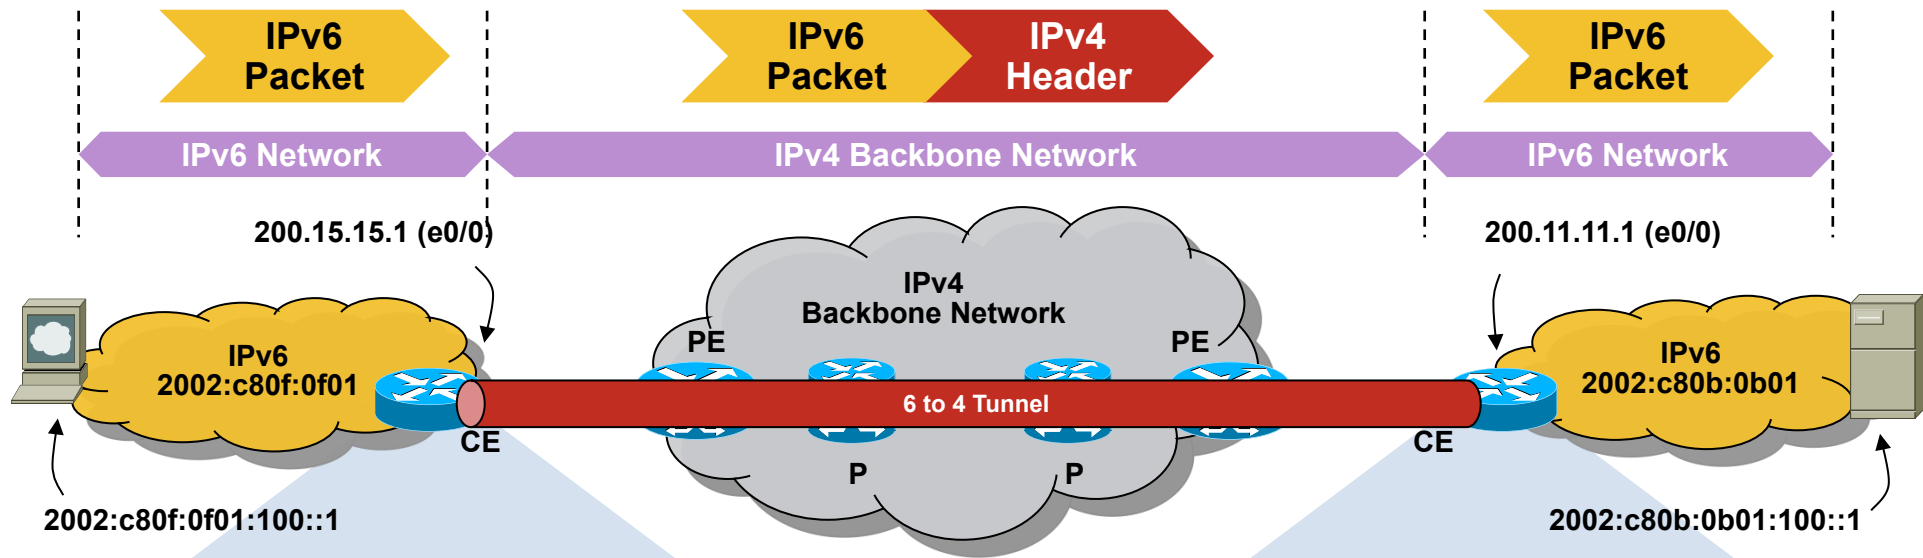 IPv6
Packet
IPv6
Packet
IPv4
Header
IPv6
Packet
IPv6 Network
IPv4 Backbone Network
IPv6 Network
200.15.15.1 (e0/0)
200.11.11.1 (e0/0)
IPv4
Backbone Network
PE
PE
IPv6
2002:c80f:0f01
IPv6
2002:c80b:0b01
6 to 4 Tunnel
CE
CE
P
P
2002:c80f:0f01:100::1
2002:c80b:0b01:100::1